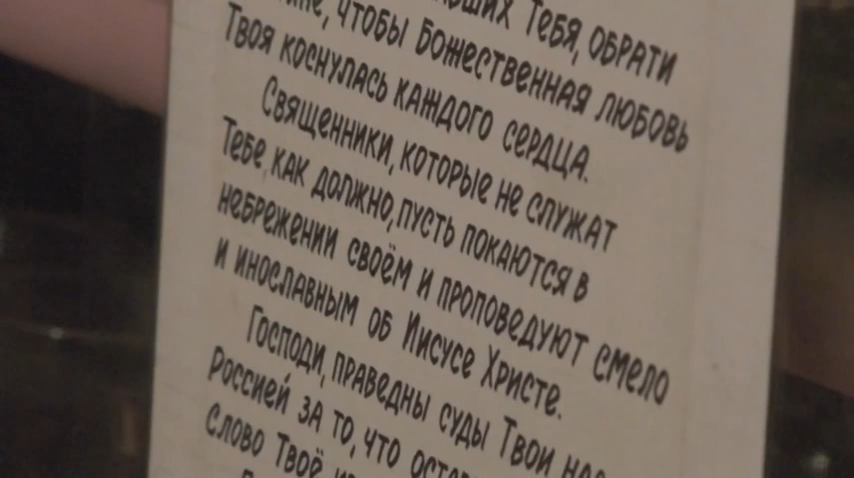 Тебя, обрати
чтобы Божественная любовь
Твоя коснулась каждого сердца.
Священники, которые не служат
Тебе, как должно, пусть покаются в
небрежении своём и проповедуют смело
и инославным об Иисусе Христе.
Господи, праведны суды Твои
Россией за то, что
Слово Твоё